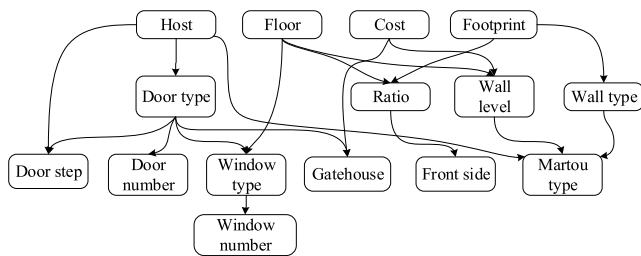 Host
Floor
Cost
Footprint
Door type
Ratio
Wall
level
Wall type
Door step
Door
number
Window
type
Gatehouse
Front side
Martou
type
Window
number